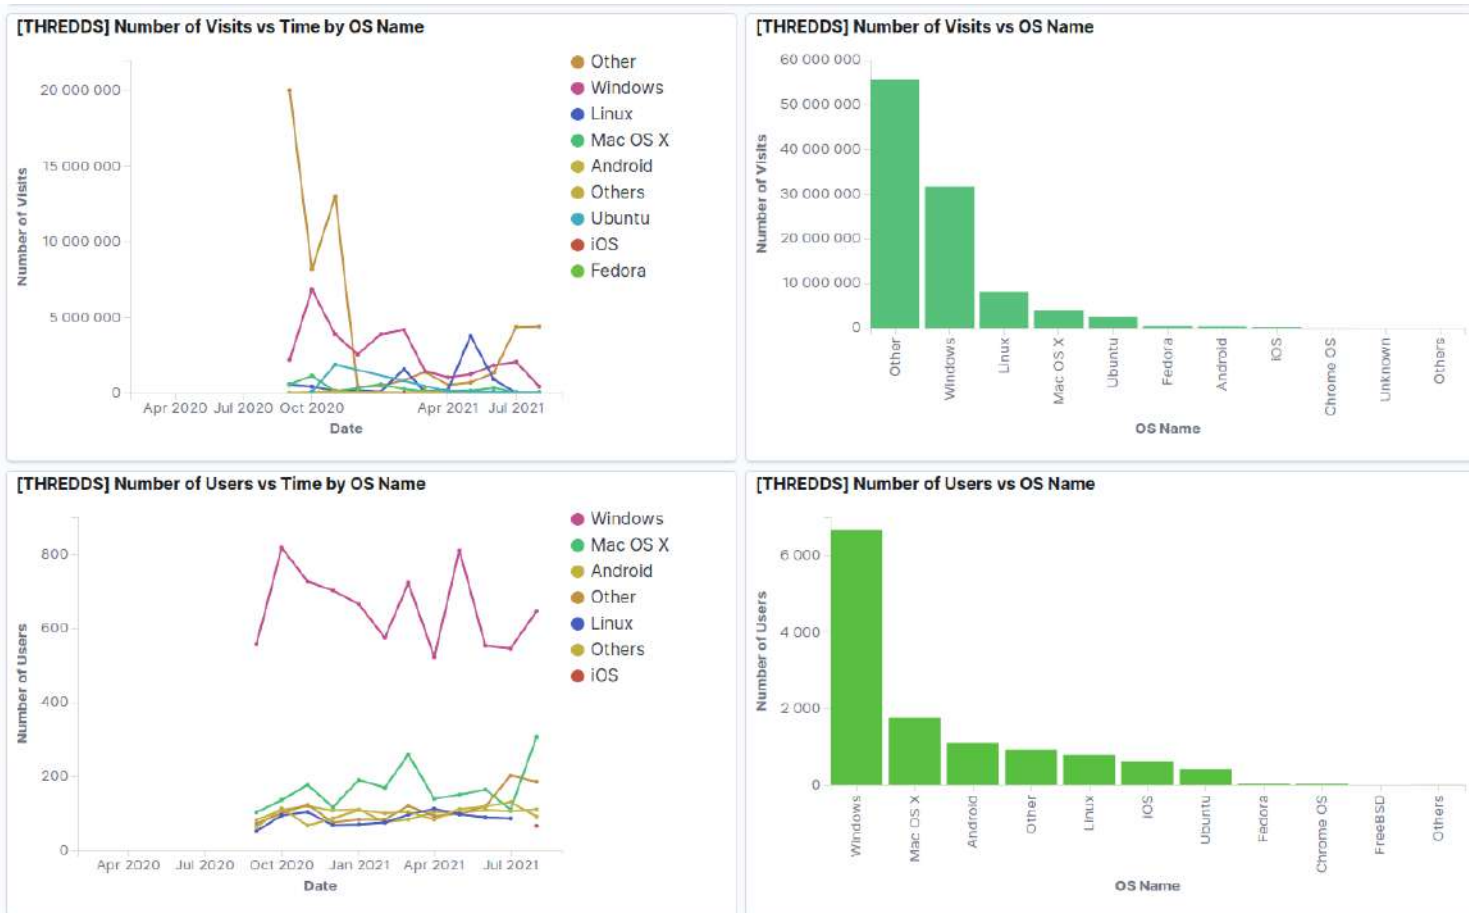 [THREDDS] Number of Visits vs Time by OS Name
20 000 000
15 000 000
10 000 000
5 000 000
0
Number of Visits
Apr 2020 Jul 2020 Oct 2020 Apr 2021 Jul 2021
Date
Other
Windows
Linux
Mac OS X
Android
Others
Ubuntu
iOS
Fedora
[THREDDS] Number of Visits vs OS Name
60 000 000
50 000 000
40 000 000
30 000 000
20 000 000
10 000 000
0
Number of Visits
Other
Windows
Linux
Mac OS X
Ubuntu
Fedora
Android
iOS
Chrome OS
Unknown
Others
OS Name
[THREDDS] Number of Users vs Time by OS Name
800
600
400
200
0
Number of Users
Apr 2020 Jul 2020 Oct 2020 Jan 2021 Apr 2021 Jul 2021
Date
Windows
Mac OS X
Android
Other
Linux
Others
iOS
[THREDDS] Number of Users vs OS Name
6 000
4 000
2 000
0
Number of Users
Windows
Mac OS X
Android
Other
Linux
iOS
Ubuntu
Fedora
Chrome OS
FreeBSD
Others
OS Name